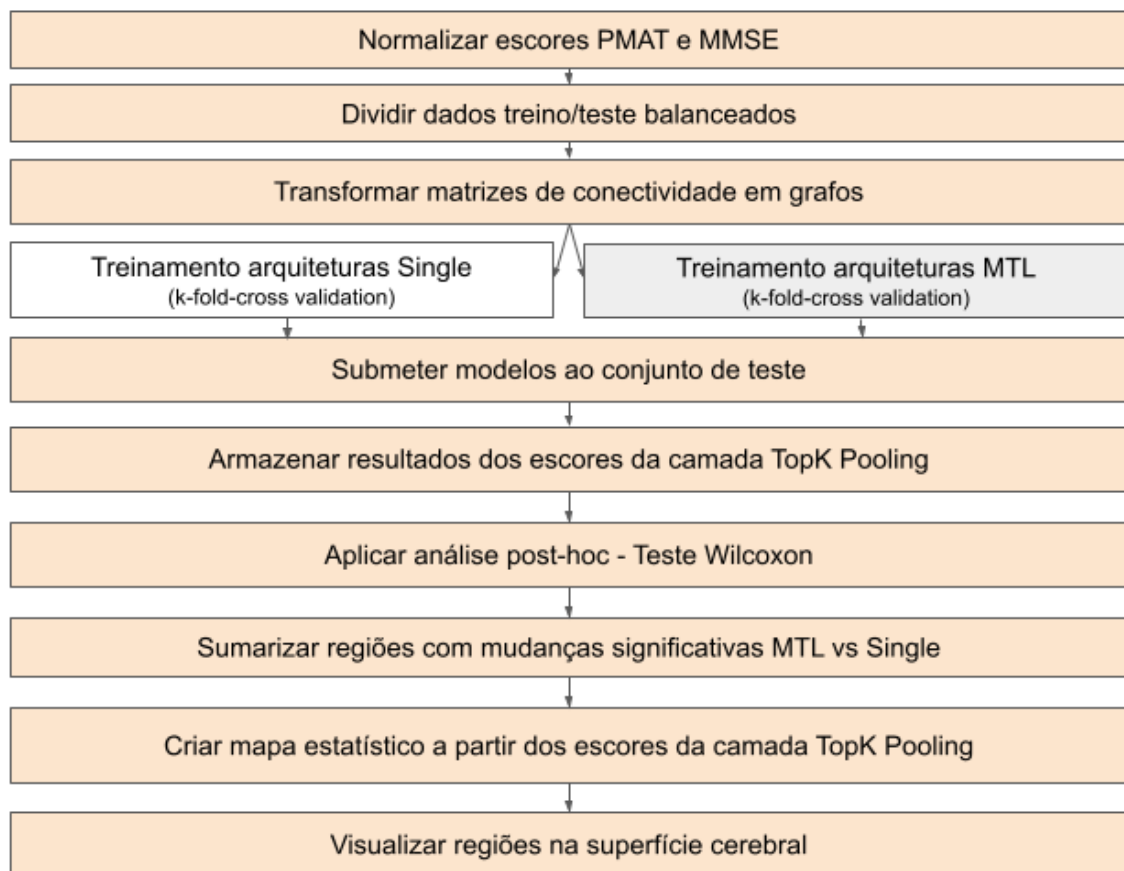 Normalizar escores PMAT e MMSE
Dividir dados treino/teste balanceados
Transformar matrizes de conectividade em grafos
Treinamento arquiteturas Single
(k-fold-cross validation)
Treinamento arquiteturas MTL
(k-fold-cross validation)
Submeter modelos ao conjunto de teste
Armazenar resultados dos escores da camada TopK Pooling
Aplicar análise post-hoc - Teste Wilcoxon
Sumarizar regiões com mudanças significativas MTL vs Single
Criar mapa estatístico a partir dos escores da camada TopK Pooling
Visualizar regiões na superfície cerebral